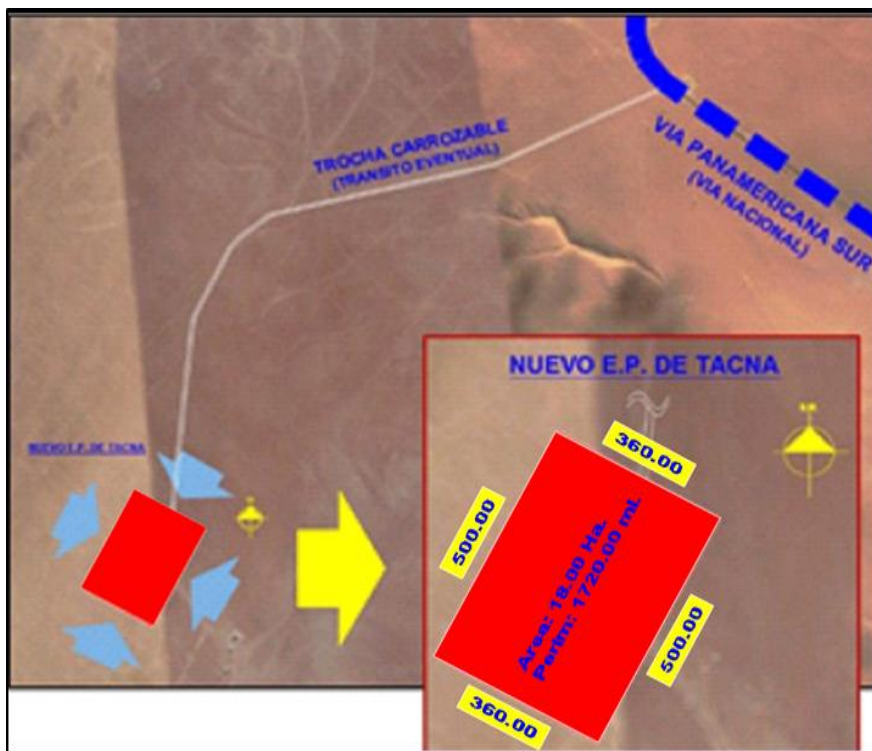 TROCHA CARROZABLE
(TRANSITO EVENTUAL)
VIA PANAMERICANA SUR
(VIA NACIONAL)
NUEVO E.P. DE TACNA
NUEVO E.P. DE TACNA
360.00
500.00
Area: 18.00 Ha.
Perim: 1720.00 ml.
500.00
360.00